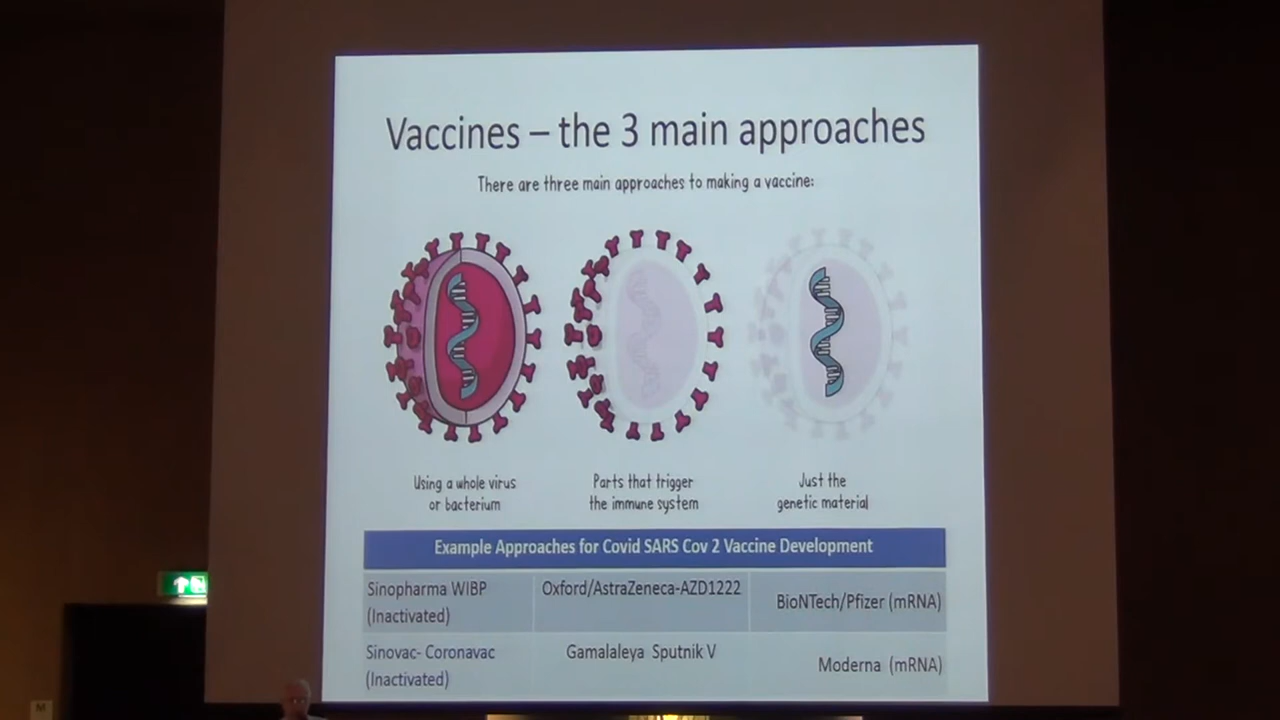 Vaccines – the 3 main approaches
There are three main approaches to making a vaccine:
Using a whole virus
or bacterium
Parts that trigger
the immune system
Just the
genetic material
Example Approaches for Covid SARS Cov 2 Vaccine Development
Sinopharma WIBP
(Inactivated)
Oxford/AstraZeneca-AZD1222
BioNTech/Pfizer (mRNA)
Sinovac- Coronavac
(Inactivated)
Gamalaleya Sputnik V
Moderna (mRNA)
M